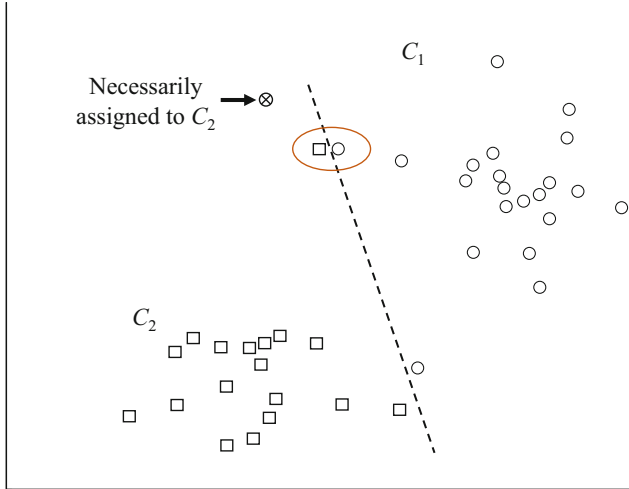 C₁
Necessarily
assigned to C₂
C₂